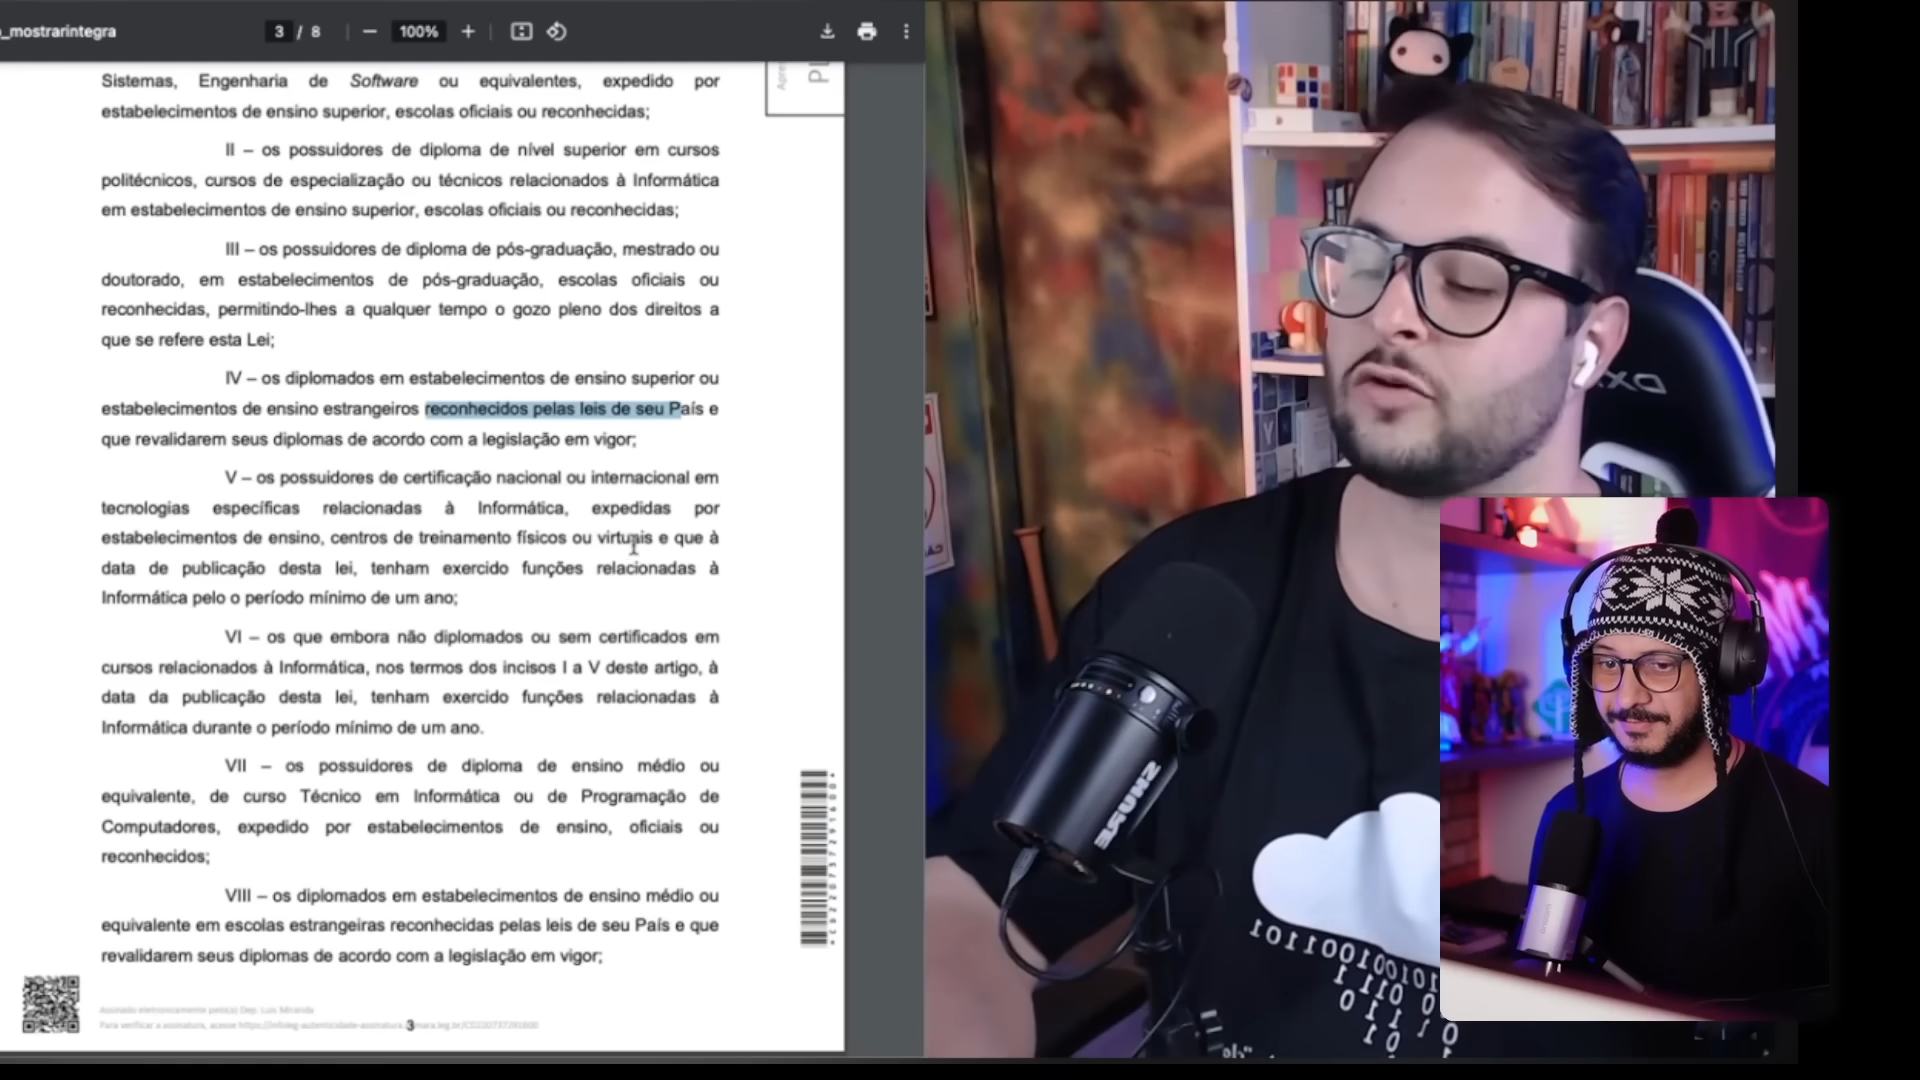 _mostrarintegra
3 / 8
100%
Sistemas, Engenharia de Software ou equivalentes, expedido por
estabelecimentos de ensino superior, escolas oficiais ou reconhecidas;
II – os possuidores de diploma de nível superior em cursos
politécnicos, cursos de especialização ou técnicos relacionados à Informática
em estabelecimentos de ensino superior, escolas oficiais ou reconhecidas;
III – os possuidores de diploma de pós-graduação, mestrado ou
doutorado, em estabelecimentos de pós-graduação, escolas oficiais ou
reconhecidas, permitindo-lhes a qualquer tempo o gozo pleno dos direitos a
que se refere esta Lei;
IV – os diplomados em estabelecimentos de ensino superior ou
estabelecimentos de ensino estrangeiros reconhecidos pelas leis de seu País e
que revalidarem seus diplomas de acordo com a legislação em vigor;
V – os possuidores de certificação nacional ou internacional em
tecnologias específicas relacionadas à Informática, expedidas por
estabelecimentos de ensino, centros de treinamento físicos ou virtuais e que à
data de publicação desta lei, tenham exercido funções relacionadas à
Informática pelo o período mínimo de um ano;
VI – os que embora não diplomados ou sem certificados em
cursos relacionados à Informática, nos termos dos incisos I a V deste artigo, à
data da publicação desta lei, tenham exercido funções relacionadas à
Informática durante o período mínimo de um ano.
VII – os possuidores de diploma de ensino médio ou
equivalente, de curso Técnico em Informática ou de Programação de
Computadores, expedido por estabelecimentos de ensino, oficiais ou
reconhecidos;
VIII – os diplomados em estabelecimentos de ensino médio ou
equivalente em escolas estrangeiras reconhecidas pelas leis de seu País e que
revalidarem seus diplomas de acordo com a legislação em vigor;
Assinado eletronicamente pelo(a) Dep. Luis Miranda
Para verificar a assinatura, acesse
3
SHURE